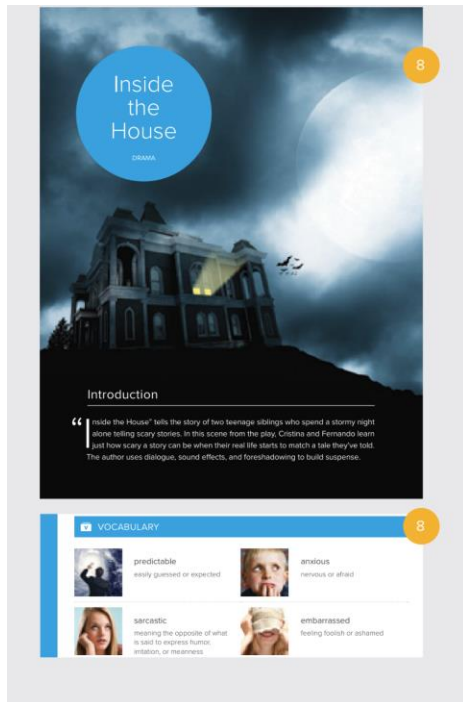 8
Inside
the
House
DRAMA
Introduction
“Inside the House” tells the story of two teenage siblings who spend a stormy night
alone telling scary stories. In this scene from the play, Cristina and Fernando learn
just how scary a story can be when their real life starts to match a tale they've told.
The author uses dialogue, sound effects, and foreshadowing to build suspense.
8
VOCABULARY
predictable
easily guessed or expected
anxious
nervous or afraid
sarcastic
meaning the opposite of what
is said to express humor,
irritation, or meanness
embarrassed
feeling foolish or ashamed